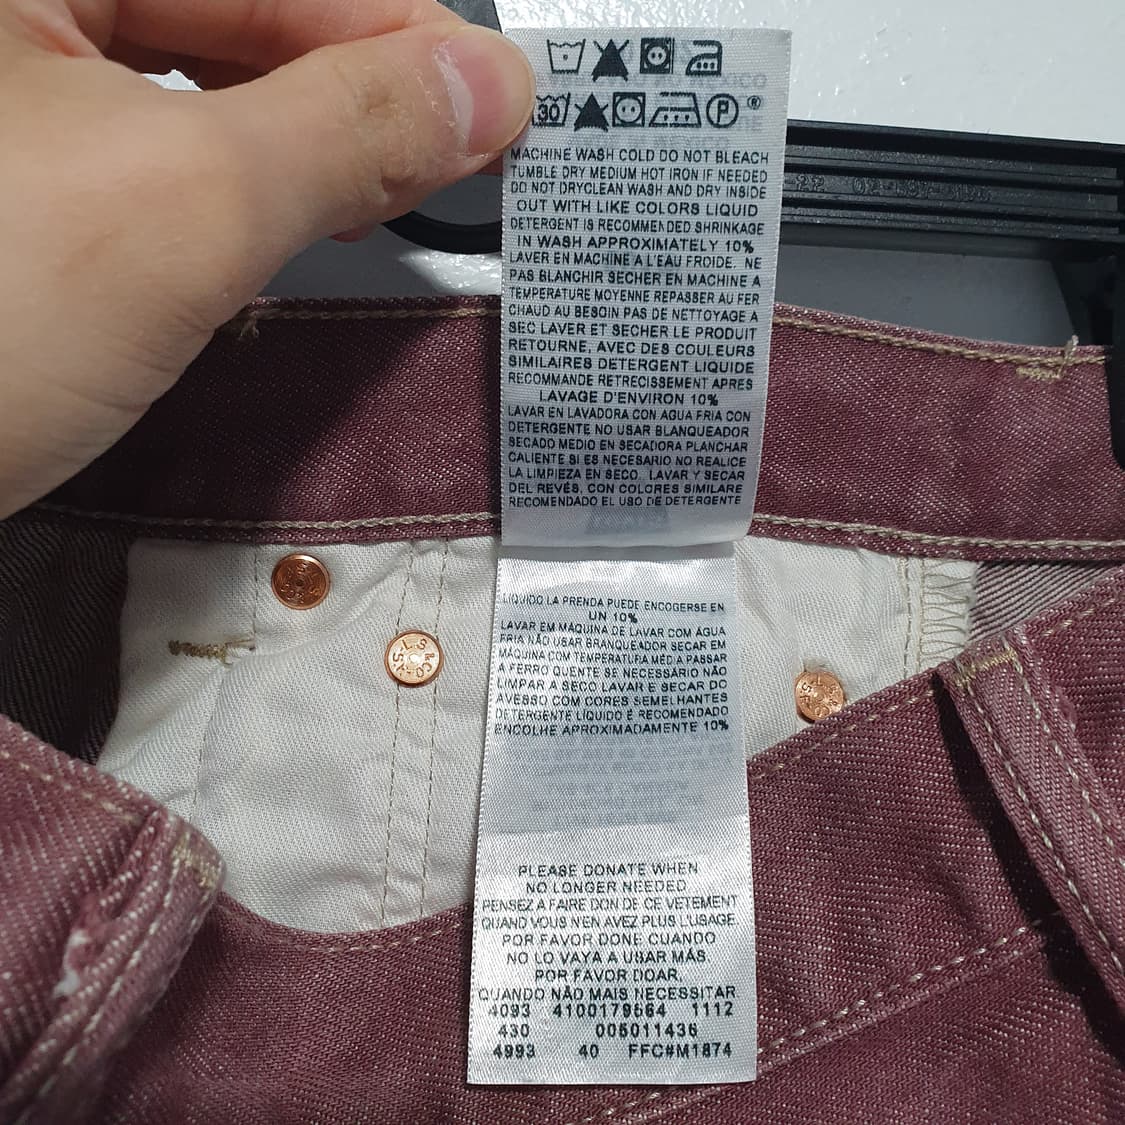 30 P ®
22
MACHINE WASH COLD DO NOT BLEACH
TUMBLE DRY MEDIUM HOT IRON IF NEEDED
DO NOT DRYCLEAN WASH AND DRY INSIDE
OUT WITH LIKE COLORS LIQUID
DETERGENT IS RECOMMENDED SHRINKAGE
IN WASH APPROXIMATELY 10%
LAVER EN MACHINE A L'EAU FROIDE. NE
PAS BLANCHIR SECHER EN MACHINE A
TEMPERATURE MOYENNE REPASSER AU FER
CHAUD AU BESOIN PAS DE NETTOYAGE A
SEC LAVER ET SECHER LE PRODUIT
RETOURNE, AVEC DES COULEURS
SIMILAIRES DETERGENT LIQUIDE
RECOMMANDE RETRECISSEMENT APRES
LAVAGE D'ENVIRON 10%
LAVAR EN LAVADORA CON AGUA FRIA CON
DETERGENTE NO USAR BLANQUEADOR
SECADO MEDIO EN SECADORA PLANCHAR
CALIENTE SI ES NECESARIO NO REALICE
LA LIMPIEZA EN SECO. LAVAR Y SECAR
DEL REVÉS, CON COLORES SIMILARE
RECOMENDADO EL USO DE DETERGENTE
LIQUIDO LA PRENDA PUEDE ENCOGERSE EN
UN 10%
LAVAR EM MÁQUINA DE LAVAR COM ÁGUA
FRIA NÃO USAR BRANQUEADOR SECAR EM
MÁQUINA COM TEMPERATURA MÉDIA PASSAR
A FERRO QUENTE SE NECESSÁRIO NÃO
LIMPAR A SECO LAVAR E SECAR DO
AVESSO COM CORES SEMELHANTES
DETERGENTE LÍQUIDO É RECOMENDADO
ENCOLHE APROXIMADAMENTE 10%
PLEASE DONATE WHEN
NO LONGER NEEDED
PENSEZ A FAIRE DON DE CE VETEMENT
QUAND VOUS N'EN AVEZ PLUS L'USAGE
POR FAVOR DONE CUANDO
NO LO VAYA A USAR MÁS
POR FAVOR DOAR,
QUANDO NÃO MAIS NECESSITAR
4093 4100179564 1112
430 005011436
4993 40 FFC#M1874